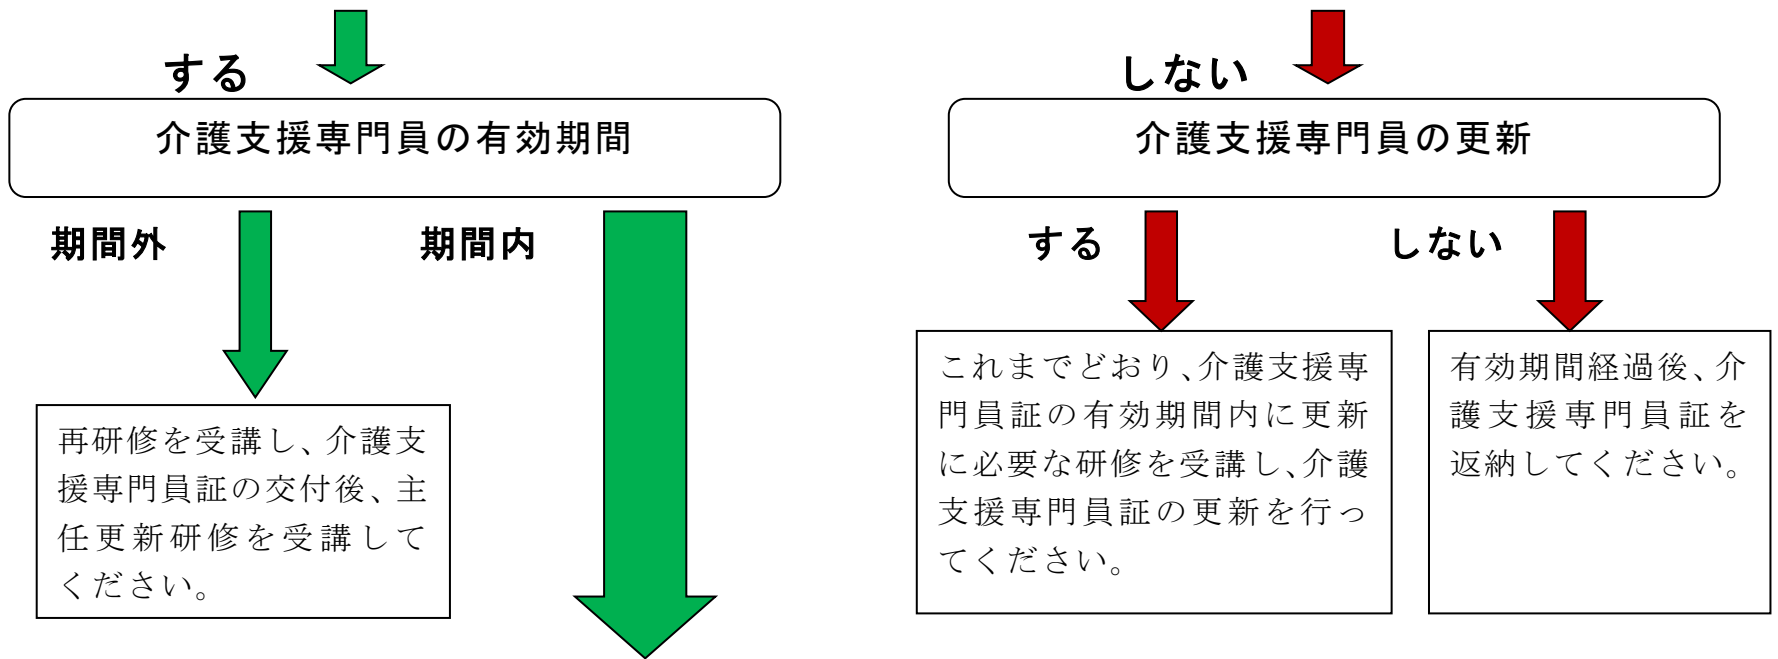 する
介護支援専門員の有効期間
期間外
期間内
再研修を受講し、介護支
援専門員証の交付後、主
任更新研修を受講して
ください。
しない
介護支援専門員の更新
する
しない
これまでどおり、介護支援専
門員証の有効期間内に更新
に必要な研修を受講し、介護
支援専門員証の更新を行っ
てください。
有効期間経過後、介
護支援専門員証を
返納してください。